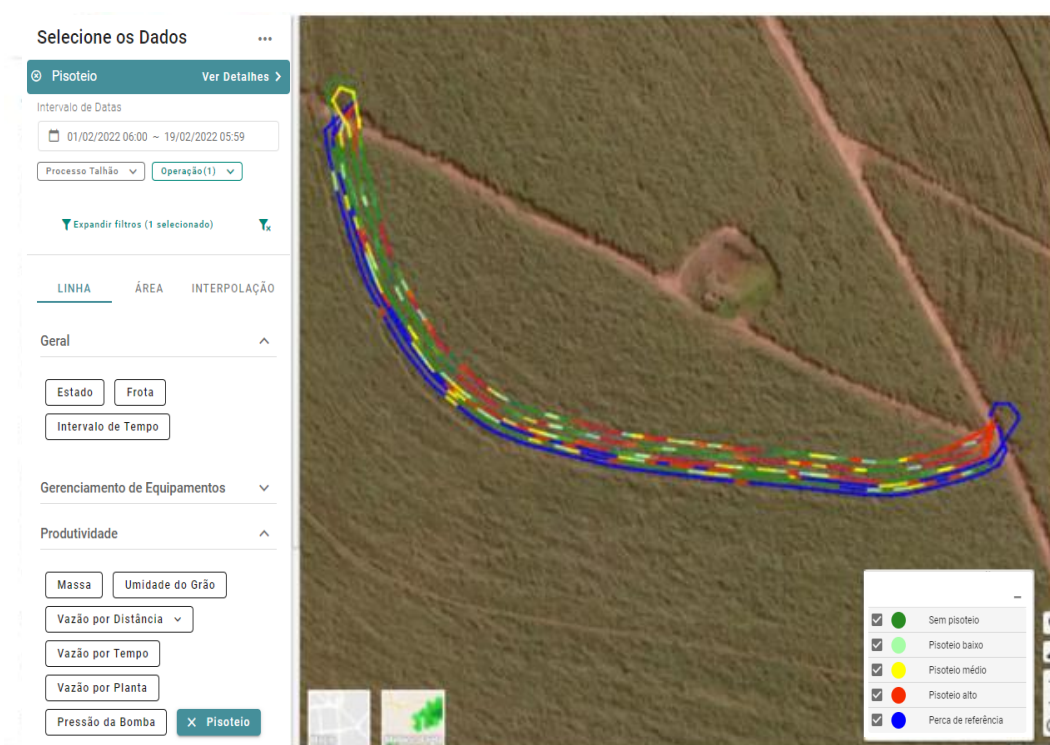 Selecione os Dados
Pisoteio
Ver Detalhes
Intervalo de Datas
01/02/2022 06:00 ~ 19/02/2022 05:59
Processo Talhão
Operação(1)
Expandir filtros (1 selecionado)
LINHA ÁREA INTERPOLAÇÃO
Geral
Estado Frota
Intervalo de Tempo
Gerenciamento de Equipamentos
Produtividade
Massa Umidade do Grão
Vazão por Distância
Vazão por Tempo
Vazão por Planta
Pressão da Bomba × Pisoteio
Sem pisoteio
Pisoteio baixo
Pisoteio médio
Pisoteio alto
Perca de referência